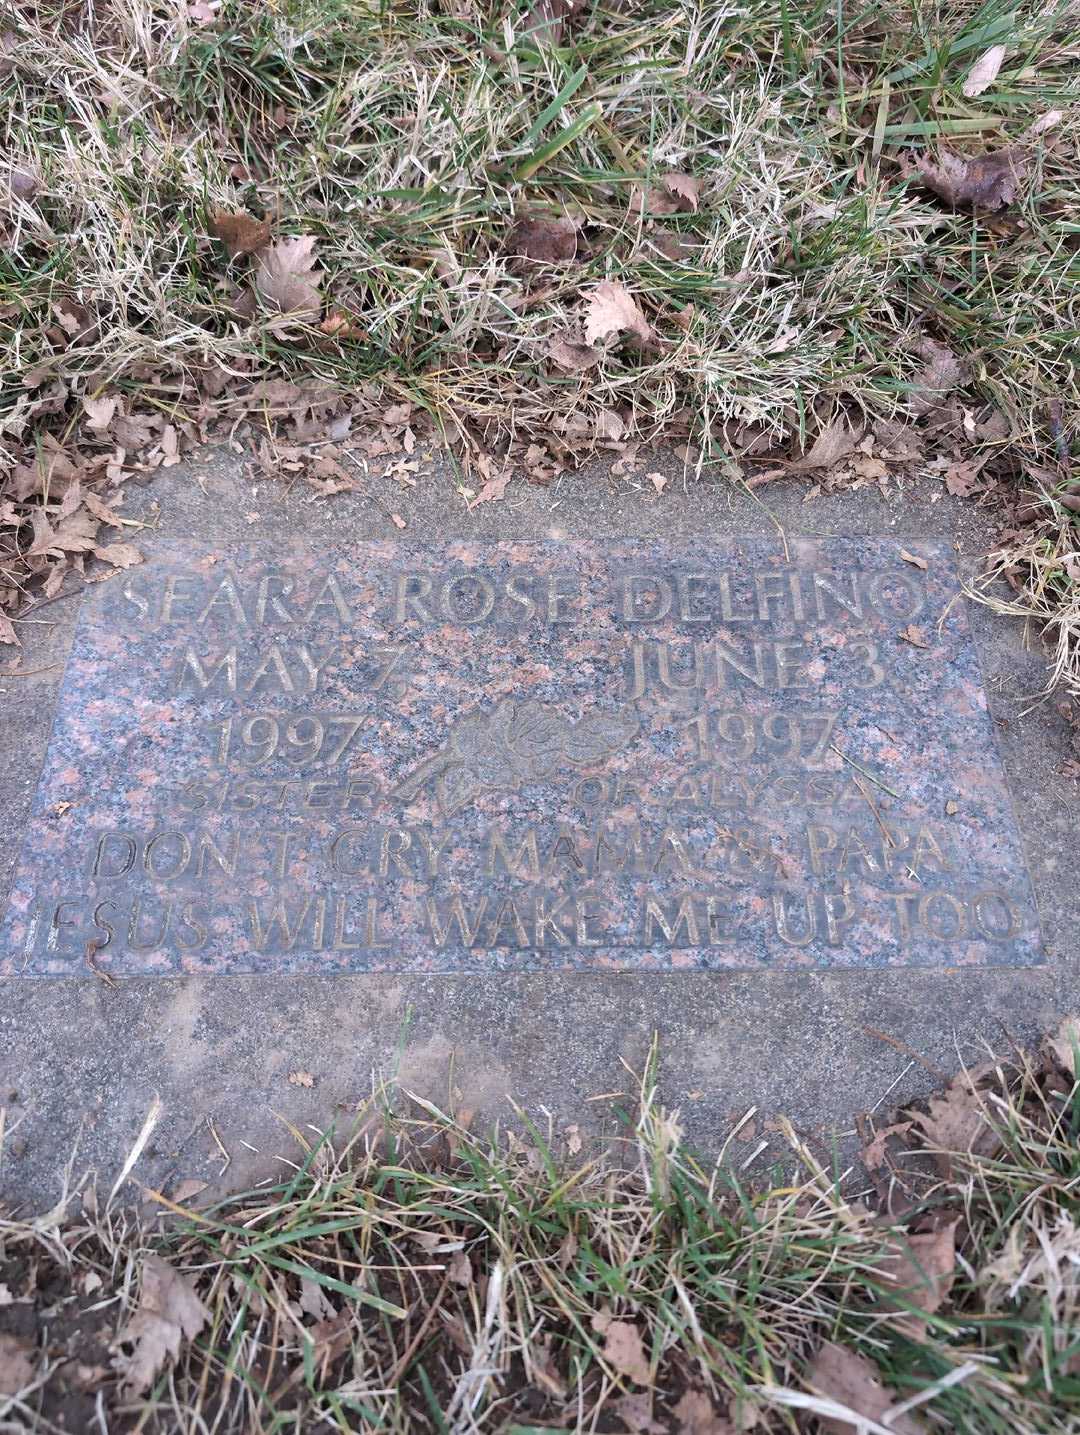 SEARA ROSE DELFINO
MAY 7, JUNE 3
1997 1997
SISTER OF ALYSSA
DON'T CRY MAMA & PAPA
JESUS WILL WAKE ME UP TOO